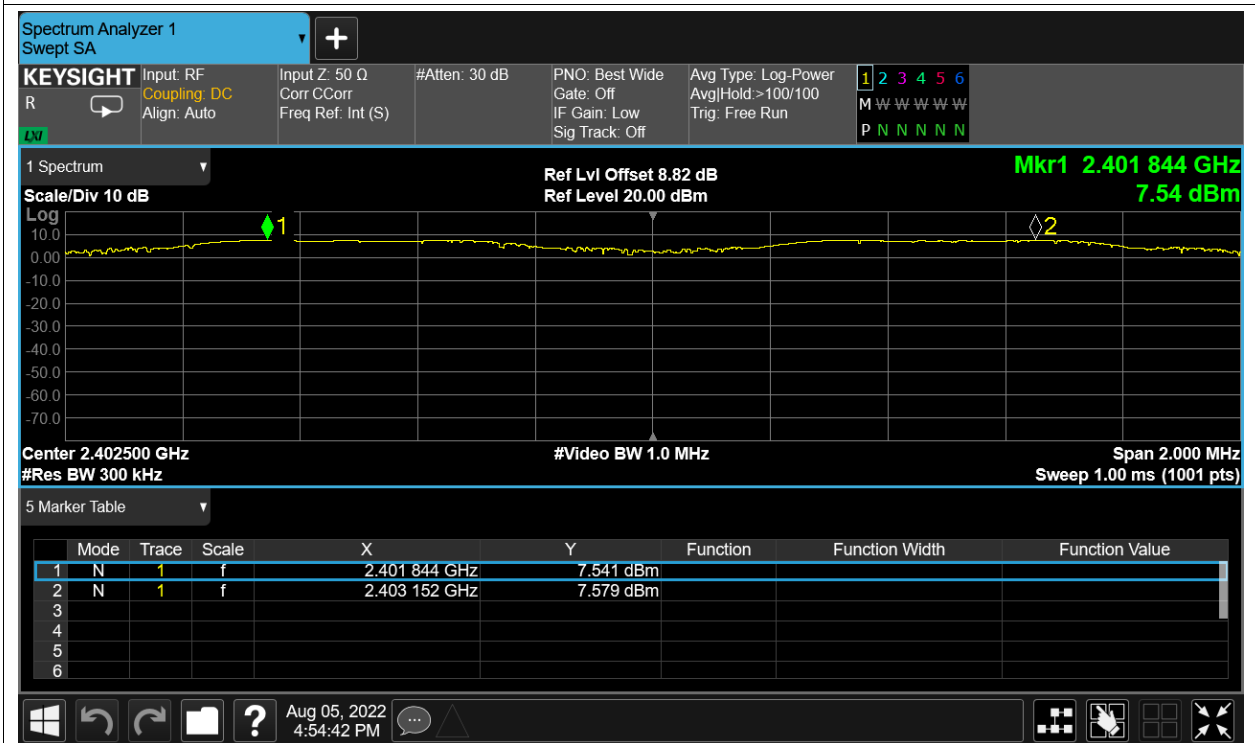 Spectrum Analyzer 1
Swept SA
KEYSIGHT Input: RF Input Z: 50 Ω #Atten: 30 dB PNO: Best Wide Avg Type: Log-Power 1 2 3 4 5 6
R Coupling: DC Corr CCorr Gate: Off Avg|Hold:>100/100 M W W W W W
Align: Auto Freq Ref: Int (S) IF Gain: Low Trig: Free Run
LXI Sig Track: Off P N N N N N
1 Spectrum Ref Lvl Offset 8.82 dB Mkr1 2.401 844 GHz
Scale/Div 10 dB Ref Level 20.00 dBm 7.54 dBm
Log
1 2
10.0
0.00
-10.0
-20.0
-30.0
-40.0
-50.0
-60.0
-70.0
Center 2.402500 GHz #Video BW 1.0 MHz Span 2.000 MHz
#Res BW 300 kHz Sweep 1.00 ms (1001 pts)
5 Marker Table
Mode Trace Scale X Y Function Function Width Function Value
1 N 1 f 2.401 844 GHz 7.541 dBm
2 N 1 f 2.403 152 GHz 7.579 dBm
3
4
5
6
? Aug 05, 2022
4:54:42 PM